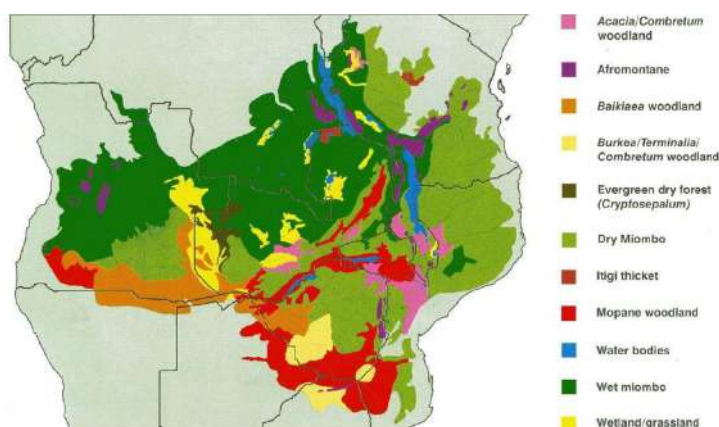 Acacia/Combretum
woodland
Afromontane
Baikiaea woodland
Burkea/Terminalia/
Combretum woodland
Evergreen dry forest
(Cryptosepalum)
Dry Miombo
Itigi thicket
Mopane woodland
Water bodies
Wet miombo
Wetland/grassland